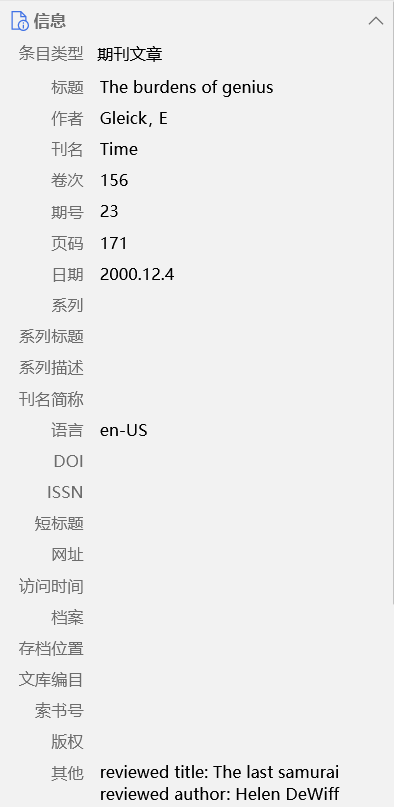 信息
条目类型 期刊文章
标题 The burdens of genius
作者 Gleick, E
刊名 Time
卷次 156
期号 23
页码 171
日期 2000.12.4
系列
系列标题
系列描述
刊名简称
语言 en-US
DOI
ISSN
短标题
网址
访问时间
档案
存档位置
文库编目
索书号
版权
其他 reviewed title: The last samurai
reviewed author: Helen DeWiff